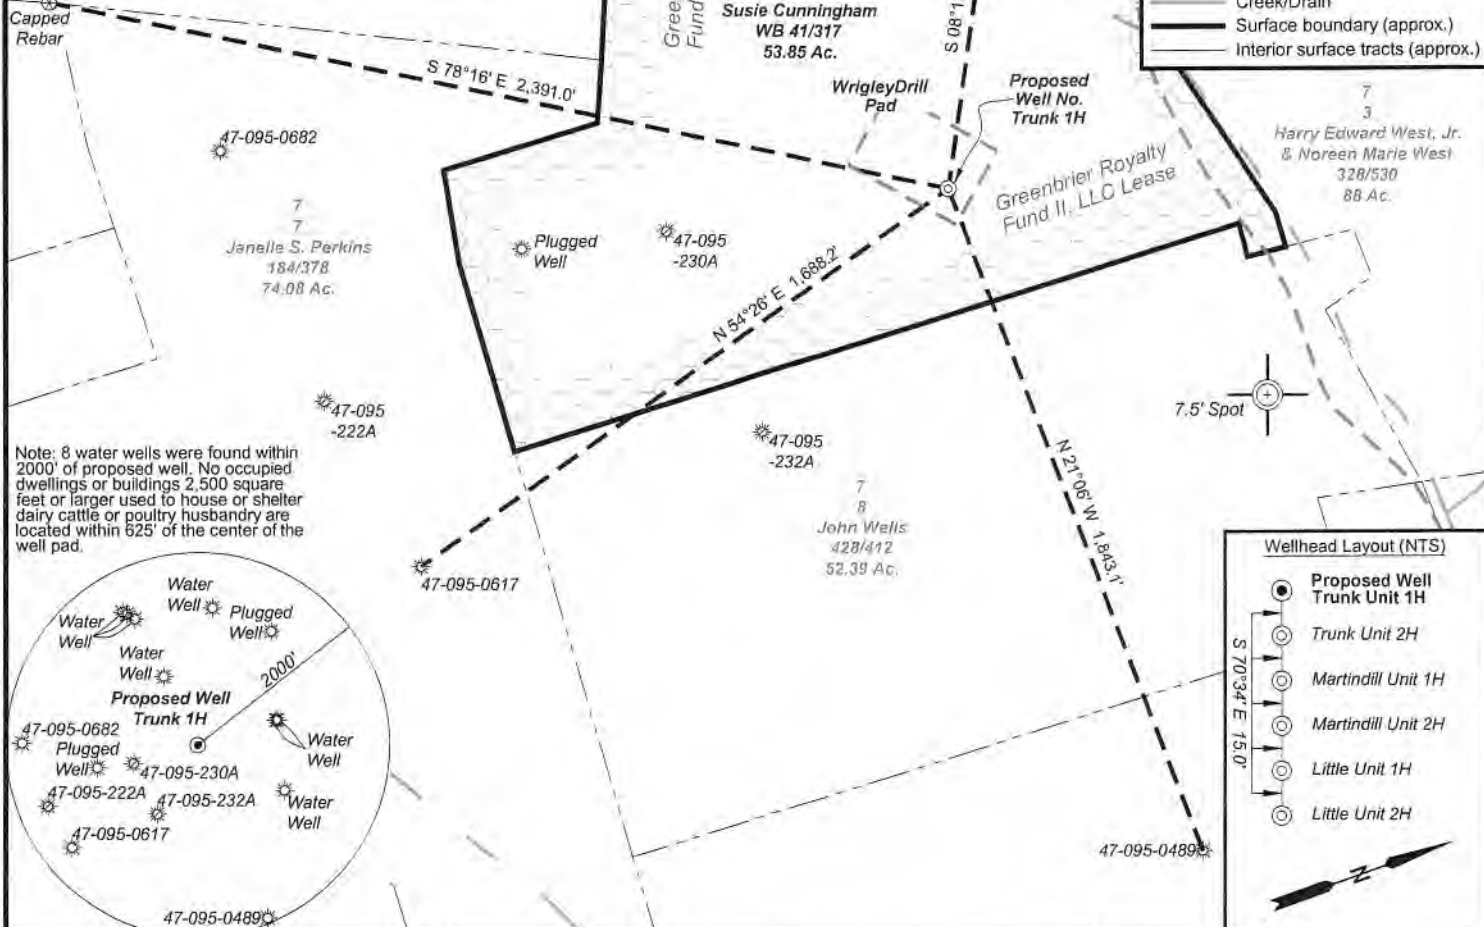 Capped
Rebar
S 78°16' E 2,391.0'
Susie Cunningham
WB 41/317
53.85 Ac.
Fund
Surface boundary (approx.)
Interior surface tracts (approx.)
WrigleyDrill
Pad
Proposed
Well No.
Trunk 1H
7
3
Harry Edward West, Jr.
& Noreen Marie West
328/530
88 Ac.
Greenbrier Royalty
Fund II, LLC Lease
47-095-0682
7
7
Janelle S. Perkins
184/378
74.08 Ac.
Plugged
Well
47-095
-230A
N 54°26' E 1,688.2'
47-095
-222A
7.5' Spot
47-095
-232A
7
8
John Wells
428/412
52.39 Ac.
N 21°06' W 1,843.1'
Note: 8 water wells were found within
2000' of proposed well. No occupied
dwellings or buildings 2,500 square
feet or larger used to house or shelter
dairy cattle or poultry husbandry are
located within 625' of the center of the
well pad.
47-095-0617
47-095-0489
Water
Well
Plugged
Well
Water
Well
Water
Well
2000'
Proposed Well
Trunk 1H
47-095-0682
Plugged
Well
47-095-230A
47-095-222A
47-095-232A
47-095-0617
Water
Well
Water
Well
47-095-0489
Wellhead Layout (NTS)
Proposed Well
Trunk Unit 1H
Trunk Unit 2H
Martindill Unit 1H
Martindill Unit 2H
Little Unit 1H
Little Unit 2H
S 70°34' E 15.0'
N